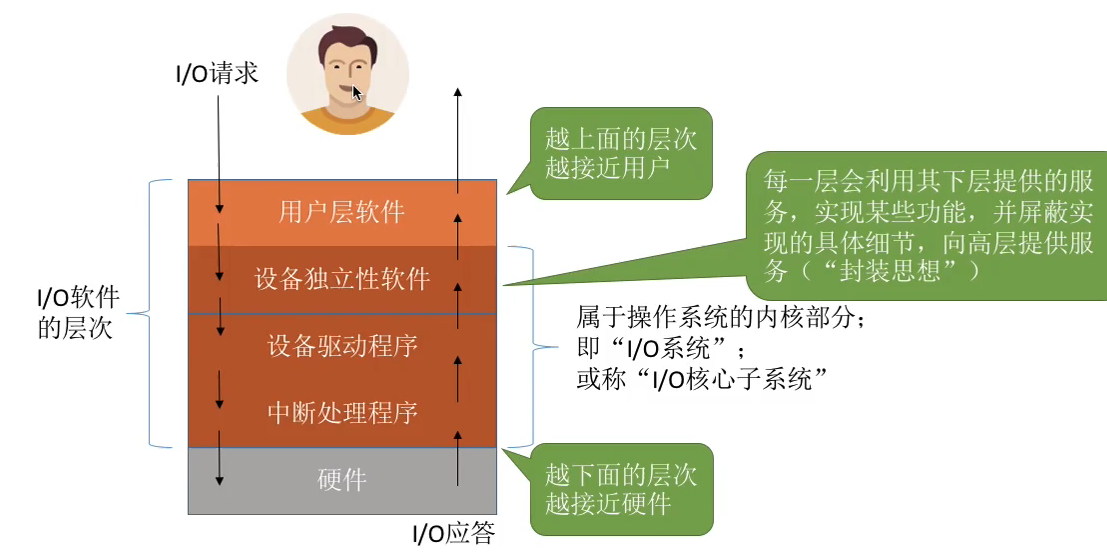 I/O请求
越上面的层次
越接近用户
每一层会利用其下层提供的服
务，实现某些功能，并屏蔽实
现的具体细节，向高层提供服
务（“封装思想”）
用户层软件
设备独立性软件
I/O软件
的层次
属于操作系统的内核部分；
即“I/O系统”；
或称“I/O核心子系统”
设备驱动程序
中断处理程序
硬件
越下面的层次
越接近硬件
I/O应答